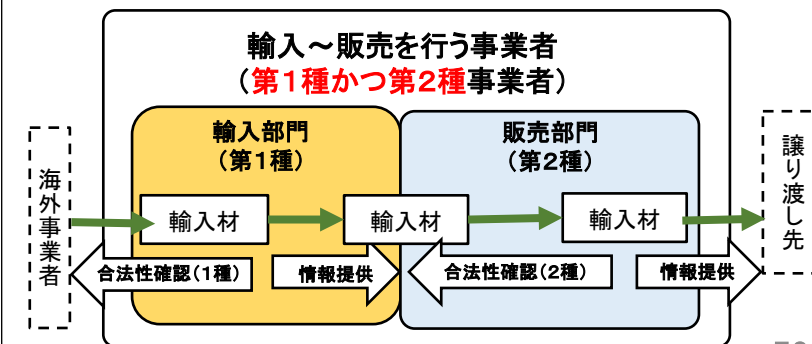 輸入～販売を行う事業者
（第1種かつ第2種事業者）
輸入部門
（第1種）
販売部門
（第2種）
海外事業者
輸入材
輸入材
輸入材
譲り渡し先
合法性確認（1種）
情報提供
合法性確認（2種）
情報提供